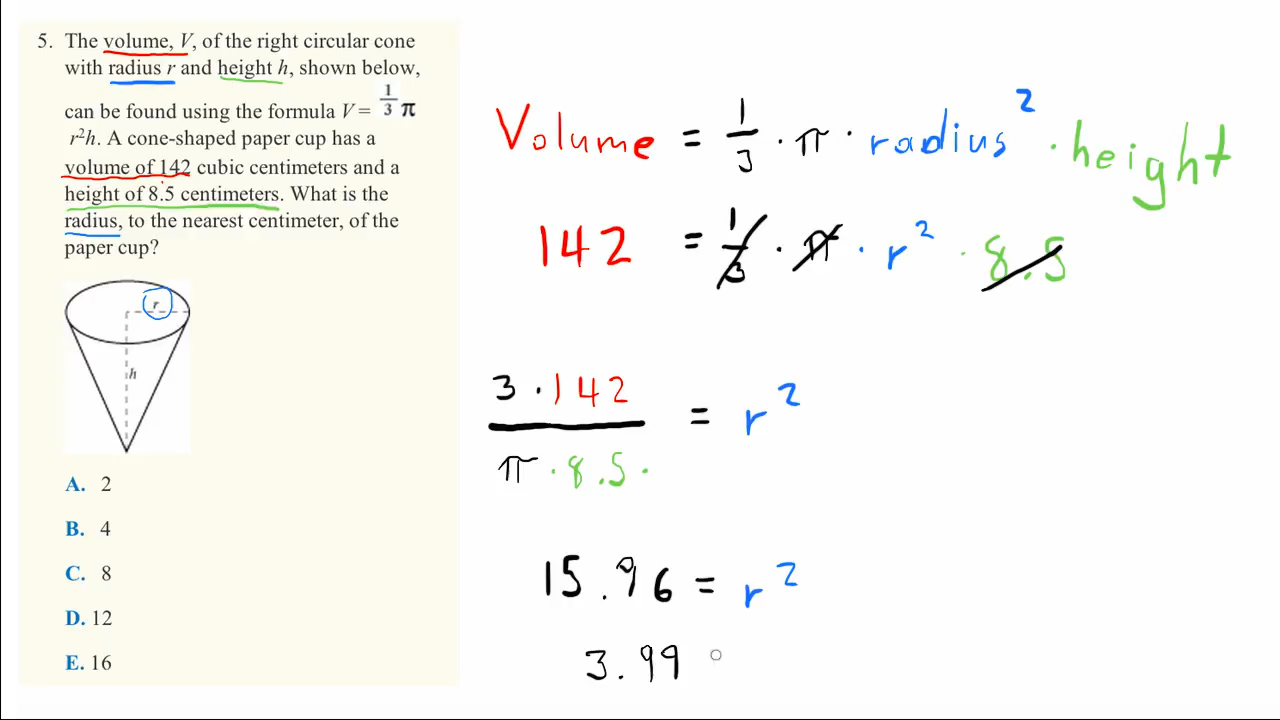 5. The volume, V, of the right circular cone
with radius r and height h, shown below,
can be found using the formula V = 1/3 π
r²h. A cone-shaped paper cup has a
volume of 142 cubic centimeters and a
height of 8.5 centimeters. What is the
radius, to the nearest centimeter, of the
paper cup?
r
h
A. 2
B. 4
C. 8
D. 12
E. 16
Volume = 1/3 · π · radius² · height
142 = 1/3 · π · r² · 8.5
3 · 142 / π · 8.5 · = r²
15.96 = r²
3.99